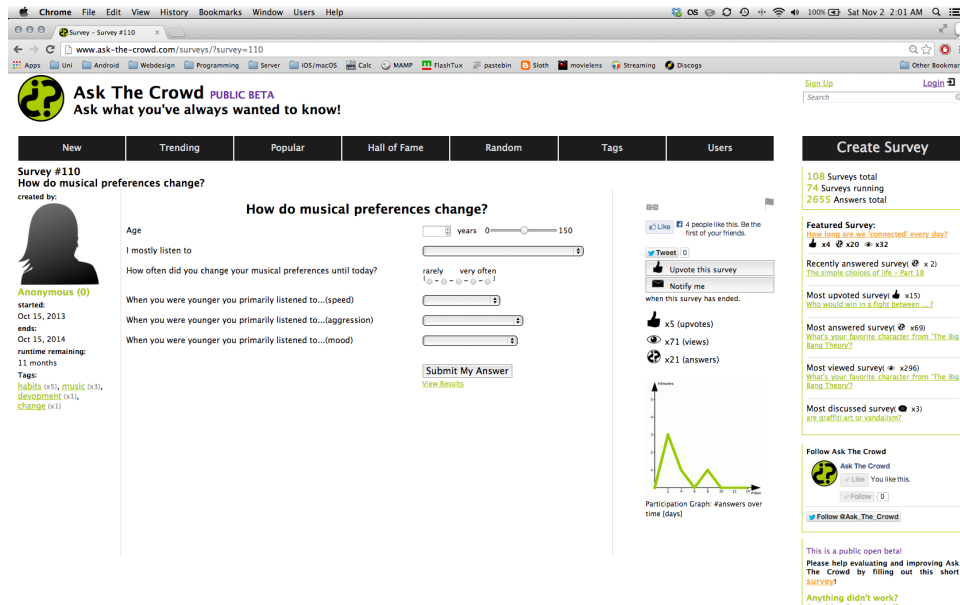 Chrome File Edit View History Bookmarks Window Users Help
100% Sat Nov 2 2:01 AM
Survey - Survey #110
www.ask-the-crowd.com/surveys/?survey=110
Apps Uni Android Webdesign Programming Server iOS/macOS Calc MAMP FlashTux pastebin Sloth movielens Streaming Discogs Other Bookmar
Ask The Crowd PUBLIC BETA
Ask what you've always wanted to know!
Sign Up Login
Search
New Trending Popular Hall of Fame Random Tags Users
Create Survey
Survey #110
How do musical preferences change?
created by:
Anonymous (0)
started:
Oct 15, 2013
ends:
Oct 15, 2014
runtime remaining:
11 months
Tags:
habits (x5), music (x3),
devopment (x1),
change (x1)
How do musical preferences change?
Age years 0 150
I mostly listen to
How often did you change your musical preferences until today? rarely very often
When you were younger you primarily listened to...(speed)
When you were younger you primarily listened to...(aggression)
When you were younger you primarily listened to...(mood)
Submit My Answer
View Results
Like 4 people like this. Be the
first of your friends.
Tweet 0
Upvote this survey
Notify me
when this survey has ended.
x5 (upvotes)
x71 (views)
x21 (answers)
#Answers
5
4
3
2
1
2 4 6 8 10 12 14 #days
Participation Graph: #answers over
time [days]
108 Surveys total
74 Surveys running
2655 Answers total
Featured Survey:
How long are we 'connected' every day?
x4 x20 x32
Recently answered survey( x 2)
The simple choices of life - Part 18
Most upvoted survey( x15)
Who would win in a fight between ... ?
Most answered survey( x69)
What's your favorite character from 'The Big
Bang Theory'?
Most viewed survey( x296)
What's your favorite character from 'The Big
Bang Theory'?
Most discussed survey( x3)
are graffiti art or vandalism?
Follow Ask The Crowd
Ask The Crowd
Like You like this.
Follow 0
Follow @Ask_The_Crowd
This is a public open beta!
Please help evaluating and improving Ask
The Crowd by filling out this short
survey!
Anything didn't work?